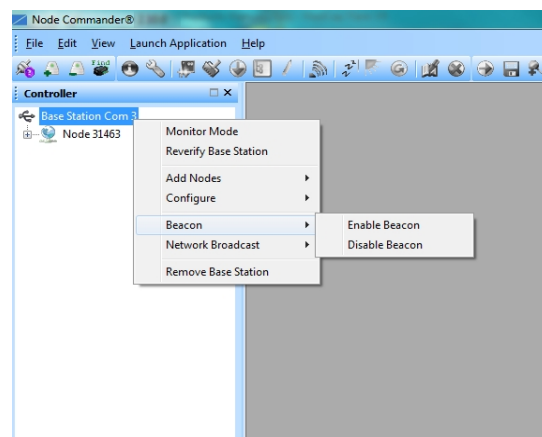 Node Commander®
File Edit View Launch Application Help
Find
Controller
Base Station Com 3
Node 31463
Monitor Mode
Reverify Base Station
Add Nodes
Configure
Beacon
Enable Beacon
Network Broadcast
Disable Beacon
Remove Base Station